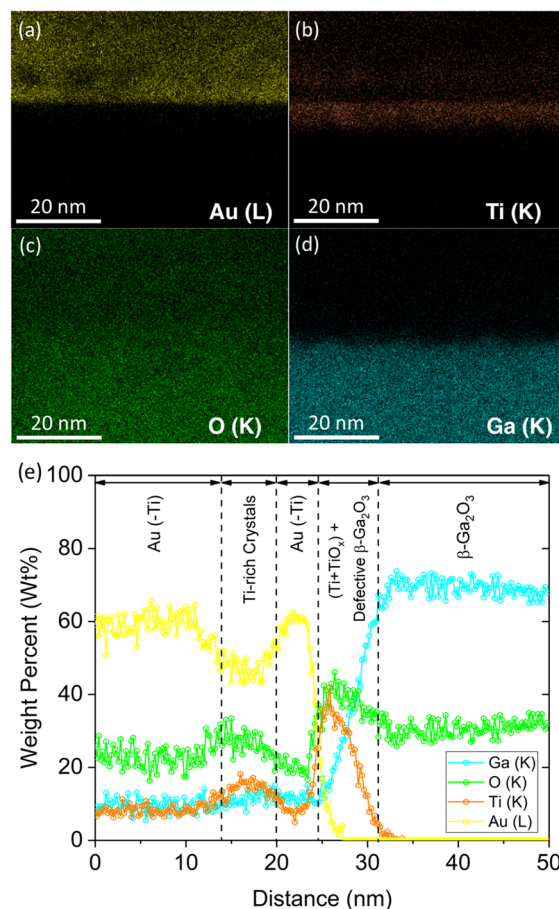 (a)
20 nm
Au (L)
(b)
20 nm
Ti (K)
(c)
20 nm
O (K)
(d)
20 nm
Ga (K)
(e)
Weight Percent (Wt%)
100
80
60
40
20
0
Au (-Ti)
Ti-rich Crystals
Au (-Ti)
(Ti+TiOₓ) +
Defective β-Ga₂O₃
β-Ga₂O₃
Ga (K)
O (K)
Ti (K)
Au (L)
0 10 20 30 40 50
Distance (nm)